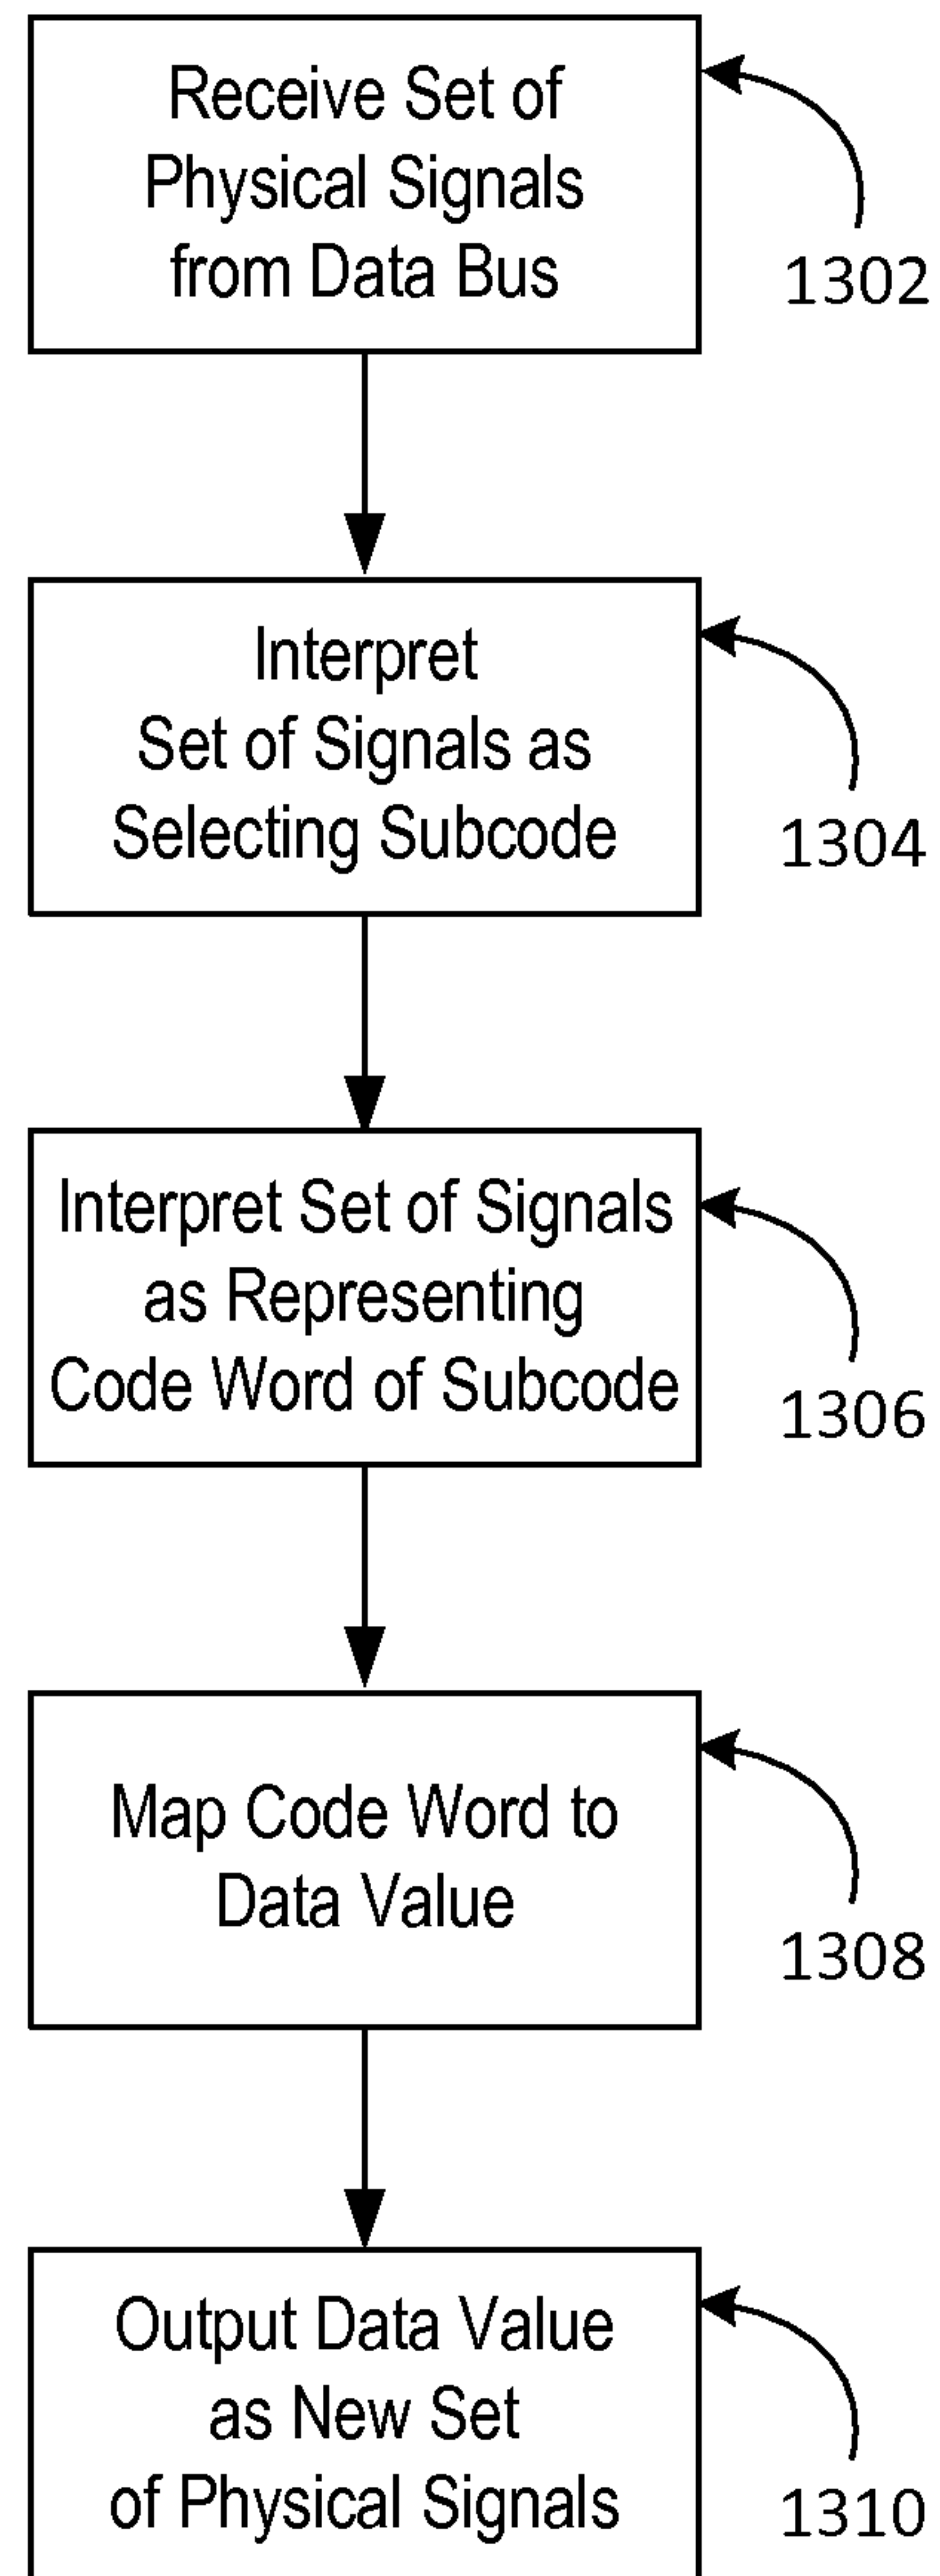 Receive Set of
Physical Signals
from Data Bus
1302
Interpret
Set of Signals as
Selecting Subcode
1304
Interpret Set of Signals
as Representing
Code Word of Subcode
1306
Map Code Word to
Data Value
1308
Output Data Value
as New Set
of Physical Signals
1310